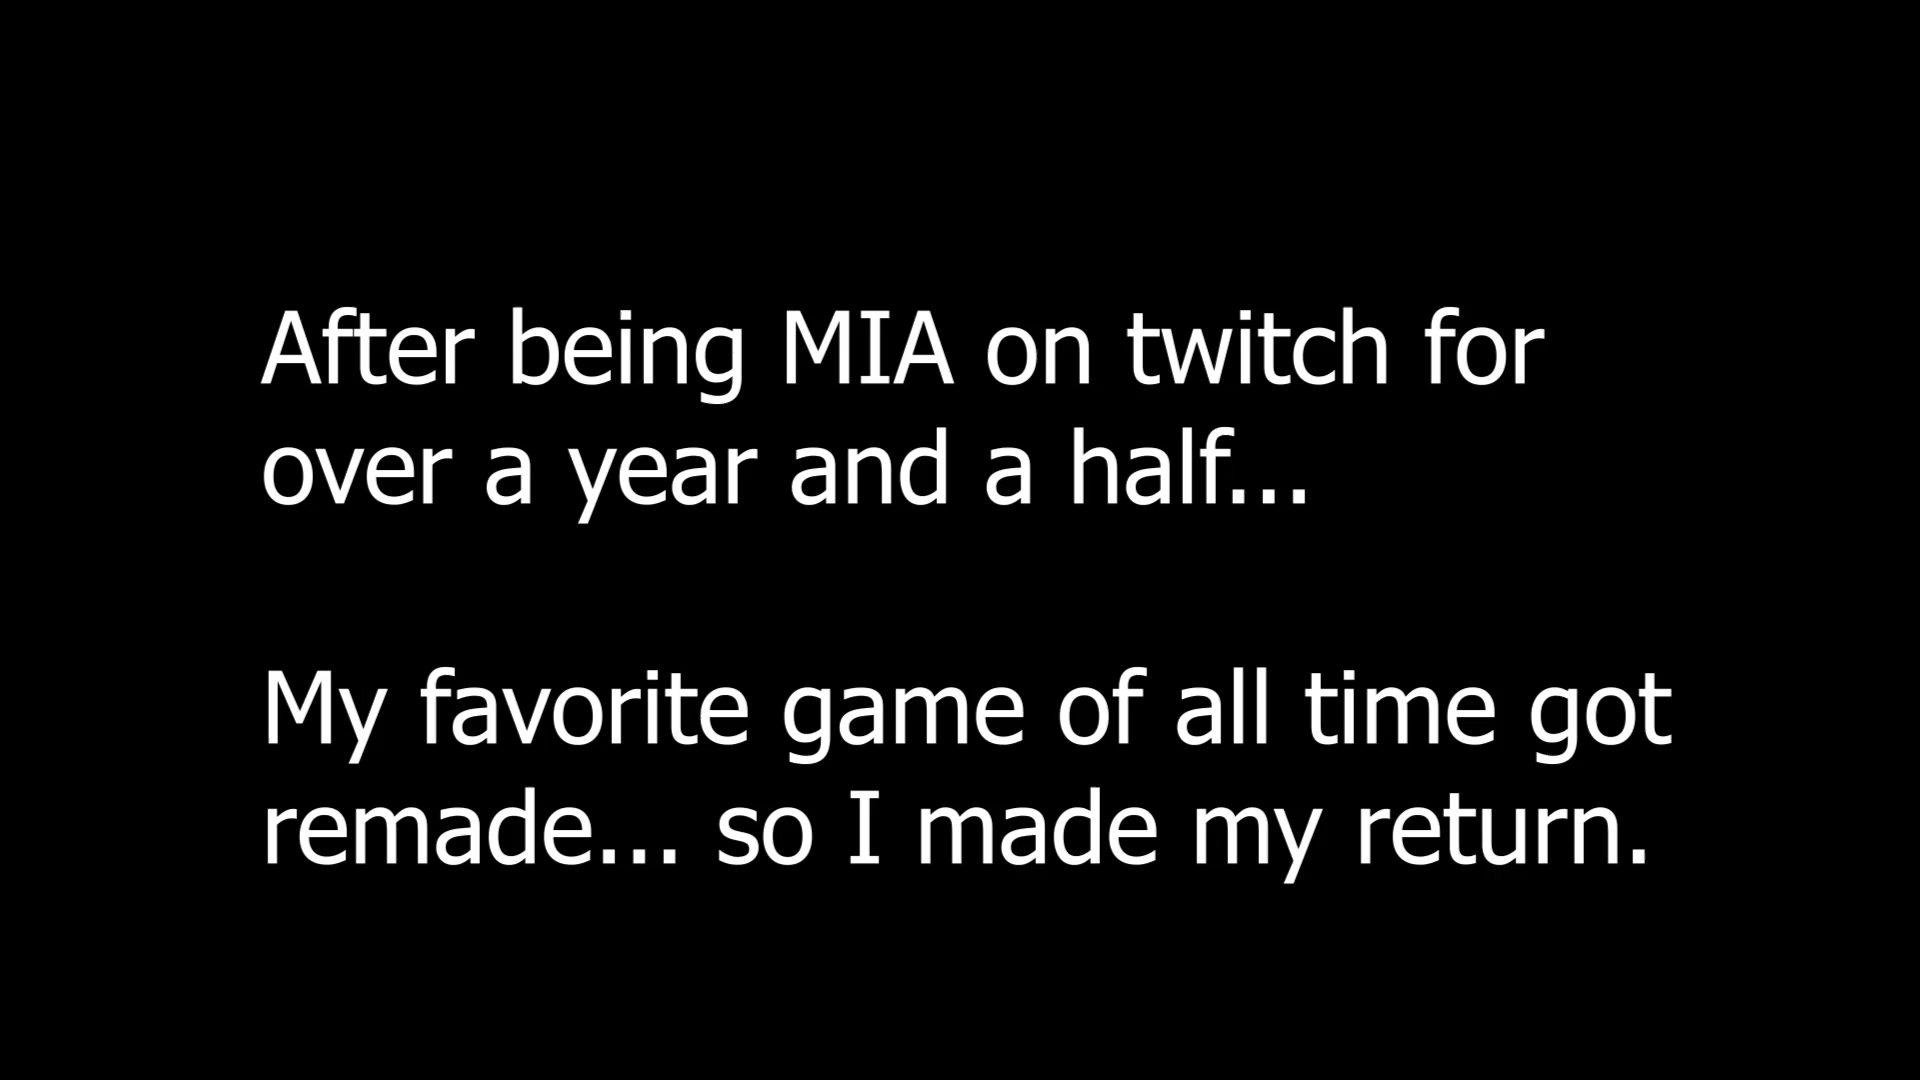 After being MIA on twitch for
over a year and a half...
My favorite game of all time got
remade... so I made my return.